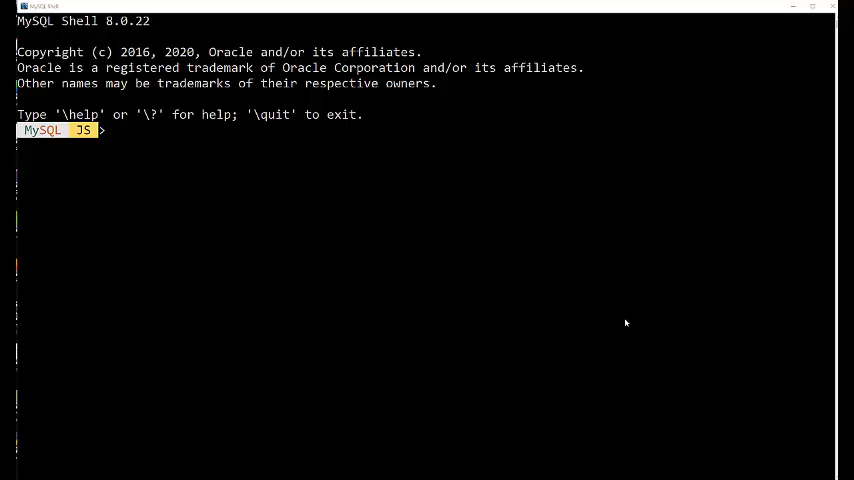 MySQL Shell
MySQL Shell 8.0.22
Copyright (c) 2016, 2020, Oracle and/or its affiliates.
Oracle is a registered trademark of Oracle Corporation and/or its affiliates.
Other names may be trademarks of their respective owners.
Type '\help' or '\?' for help; '\quit' to exit.
MySQL JS >